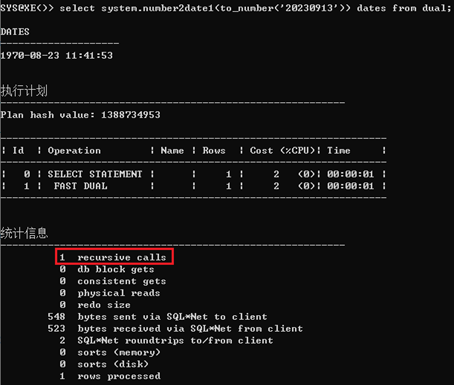 SYS@XE(>> select system.number2date1(to_number('20230913')) dates from dual;
DATES
-------------------
1970-08-23 11:41:53
执行计划
----------------------------------------------------------
Plan hash value: 1388734953
-----------------------------------------------------------------
| Id  | Operation        | Name | Rows  | Cost (%CPU)| Time     |
-----------------------------------------------------------------
|   0 | SELECT STATEMENT |      |     1 |     2   (0)| 00:00:01 |
|   1 |  FAST DUAL       |      |     1 |     2   (0)| 00:00:01 |
-----------------------------------------------------------------
统计信息
----------------------------------------------------------
1  recursive calls
0  db block gets
0  consistent gets
0  physical reads
0  redo size
548  bytes sent via SQL*Net to client
523  bytes received via SQL*Net from client
2  SQL*Net roundtrips to/from client
0  sorts (memory)
0  sorts (disk)
1  rows processed